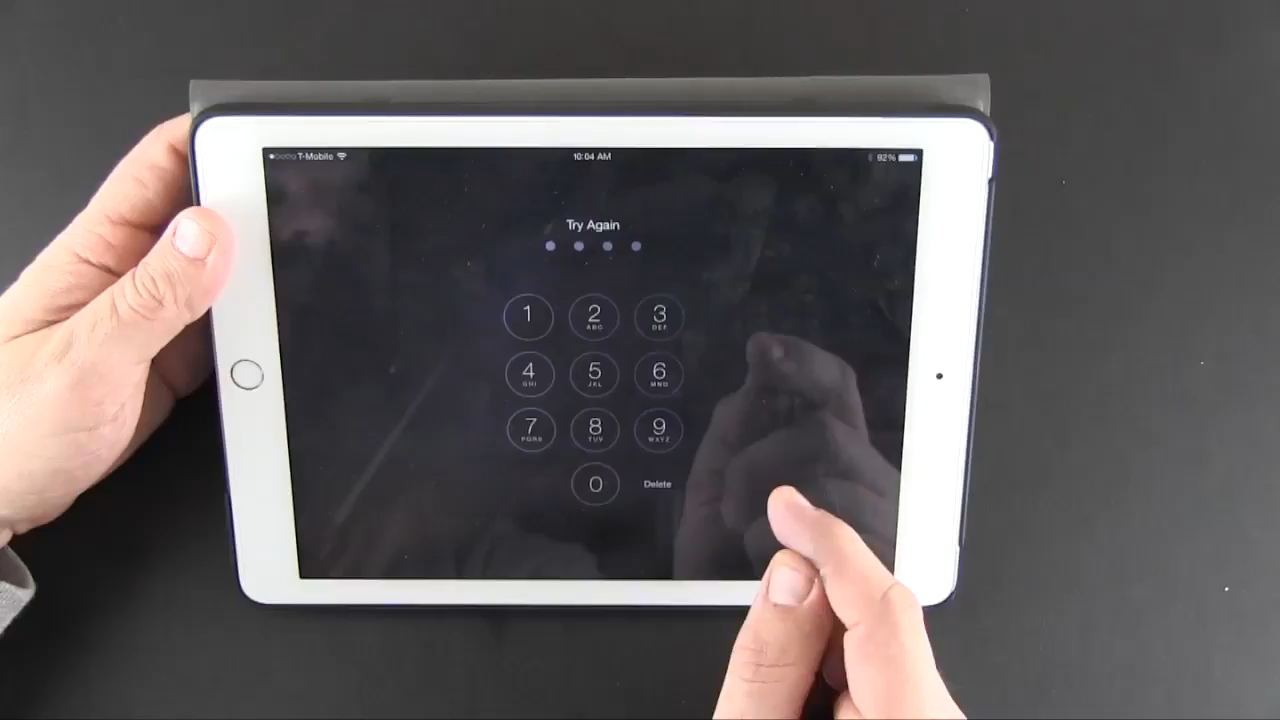 T-Mobile 10:04 AM 92%
Try Again
1 2 3
ABC DEF
4 5 6
GHI JKL MNO
7 8 9
PQRS TUV WXYZ
0 Delete